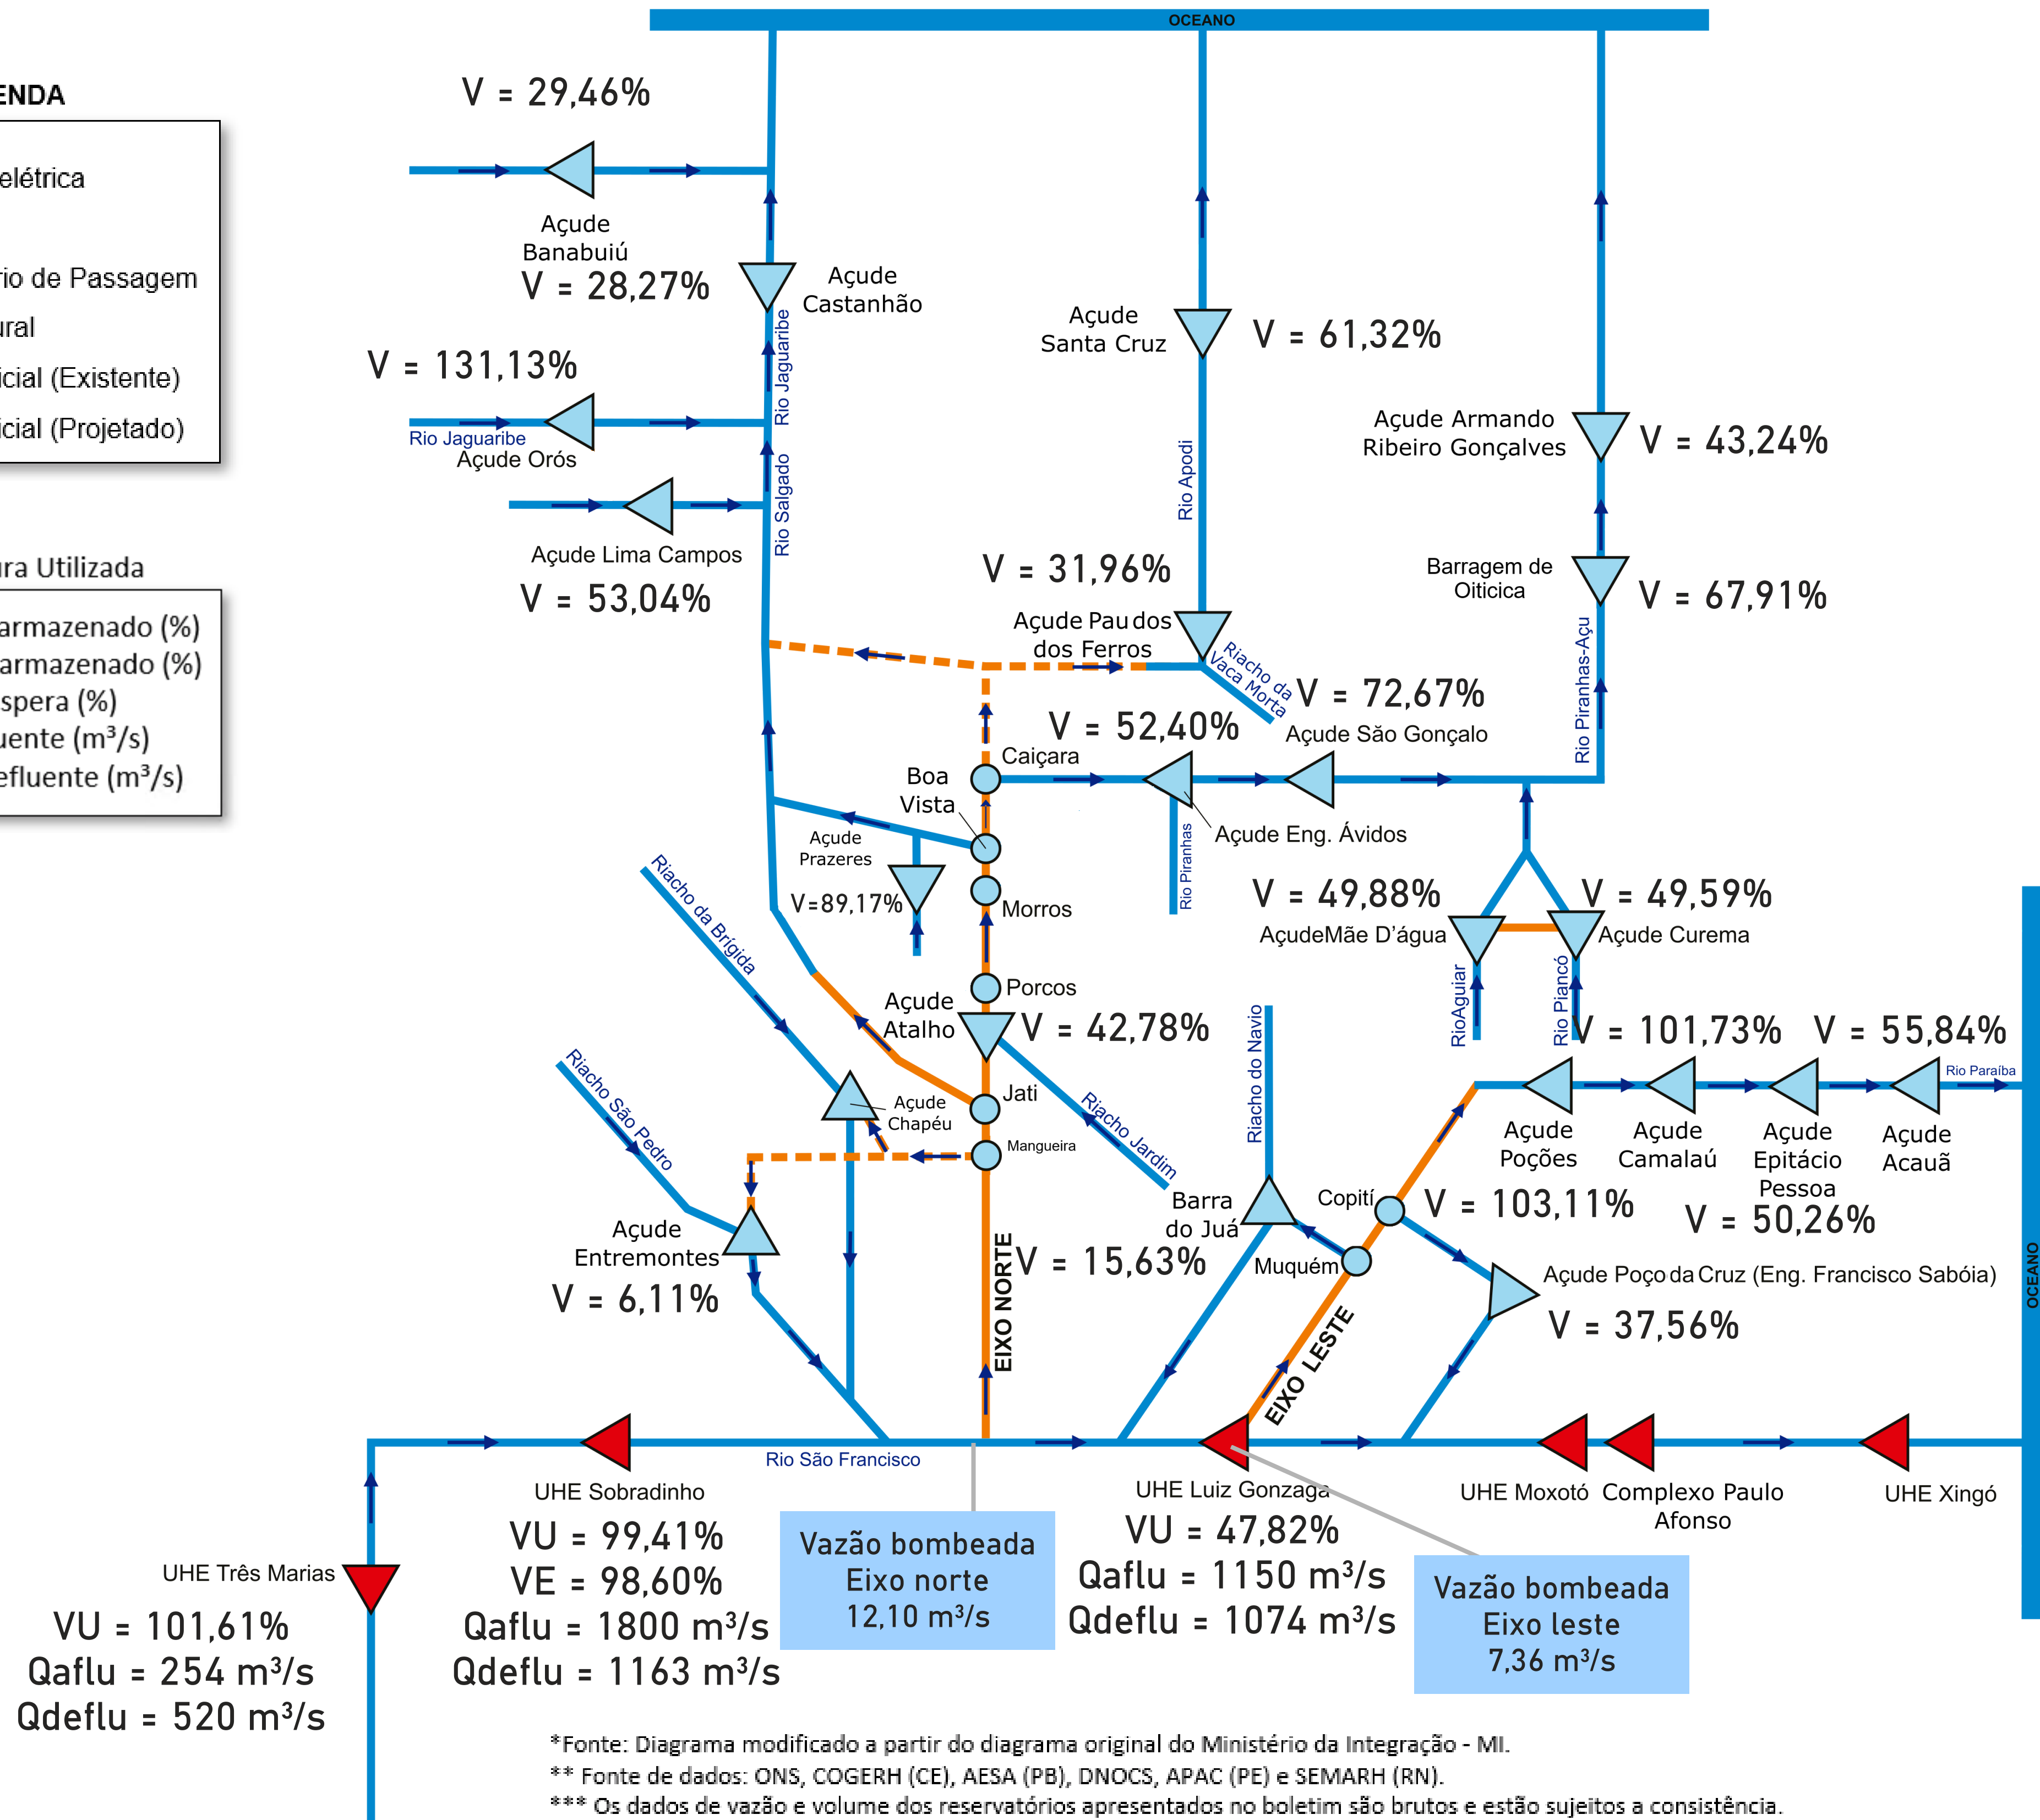 OCEANO
V = 29,46%
ENDA
elétrica
rio de Passagem
ural
icial (Existente)
icial (Projetado)
Açude
Banabuiú
V = 28,27%
Açude
Castanhão
Rio Jaguaribe
V = 131,13%
Rio Jaguaribe
Açude Orós
Rio Salgado
Açude Lima Campos
V = 53,04%
Açude
Santa Cruz
V = 61,32%
Rio Apodi
Açude Armando
Ribeiro Gonçalves
V = 43,24%
Barragem de
Oiticica
V = 67,91%
Rio Piranhas-Açu
ura Utilizada
armazenado (%)
armazenado (%)
spera (%)
uente (m³/s)
efluente (m³/s)
V = 31,96%
Açude Pau dos
dos Ferros
Riacho da
Vaca Morta
V = 72,67%
Açude São Gonçalo
V = 52,40%
Caiçara
Boa
Vista
Açude Eng. Ávidos
Rio Piranhas
Açude
Prazeres
V=89,17%
Morros
Riacho da Brígida
V = 49,88%
AçudeMãe D'água
V = 49,59%
Açude Curema
RioAguiar
Rio Piancó
Porcos
Açude
Atalho
V = 42,78%
Riacho do Navio
V = 101,73%
V = 55,84%
Rio Paraíba
Riacho São Pedro
Jati
Açude
Chapéu
Mangueira
Riacho Jardim
Açude
Poções
Açude
Camalaú
Açude
Epitácio
Pessoa
Açude
Acauã
V = 103,11%
V = 50,26%
Barra
do Juá
Copití
V = 15,63%
Muquém
Açude
Entremontes
V = 6,11%
EIXO NORTE
EIXO LESTE
Açude Poço da Cruz (Eng. Francisco Sabóia)
V = 37,56%
OCEANO
Rio São Francisco
UHE Sobradinho
VU = 99,41%
VE = 98,60%
Qaflu = 1800 m³/s
Qdeflu = 1163 m³/s
Vazão bombeada
Eixo norte
12,10 m³/s
UHE Luiz Gonzaga
VU = 47,82%
Qaflu = 1150 m³/s
Qdeflu = 1074 m³/s
Vazão bombeada
Eixo leste
7,36 m³/s
UHE Moxotó
Complexo Paulo
Afonso
UHE Xingó
UHE Três Marias
VU = 101,61%
Qaflu = 254 m³/s
Qdeflu = 520 m³/s
*Fonte: Diagrama modificado a partir do diagrama original do Ministério da Integração - MI.
** Fonte de dados: ONS, COGERH (CE), AESA (PB), DNOCS, APAC (PE) e SEMARH (RN).
*** Os dados de vazão e volume dos reservatórios apresentados no boletim são brutos e estão sujeitos a consistência.